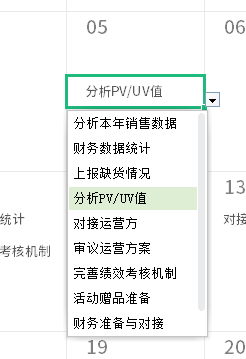 05
06
分析PV/UV值
分析本年销售数据
财务数据统计
上报缺货情况
分析PV/UV值
13
对接运营方
统计
对接
审议运营方案
考核机制
完善绩效考核机制
活动赠品准备
财务准备与对接
19
20